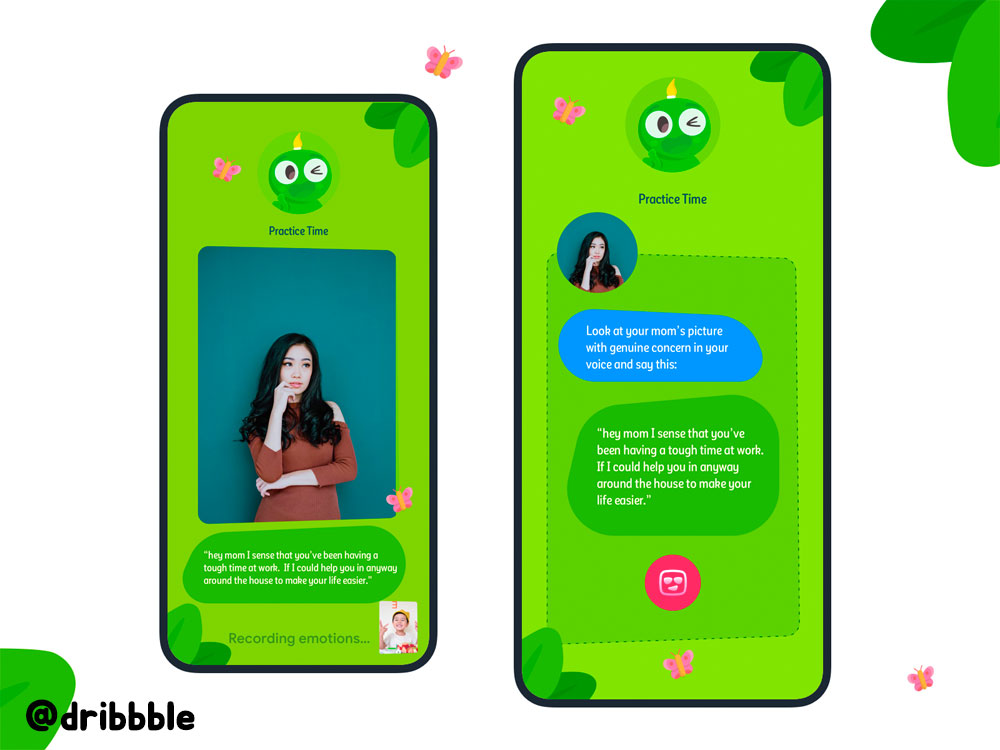 Practice Time
“hey mom I sense that you’ve been having a
tough time at work.  If I could help you in anyway
around the house to make your life easier.”
Recording emotions...
Practice Time
Look at your mom’s picture
with genuine concern in your
voice and say this:
“hey mom I sense that you’ve
been having a tough time at work.
If I could help you in anyway
around the house to make your
life easier.”
@dribbble